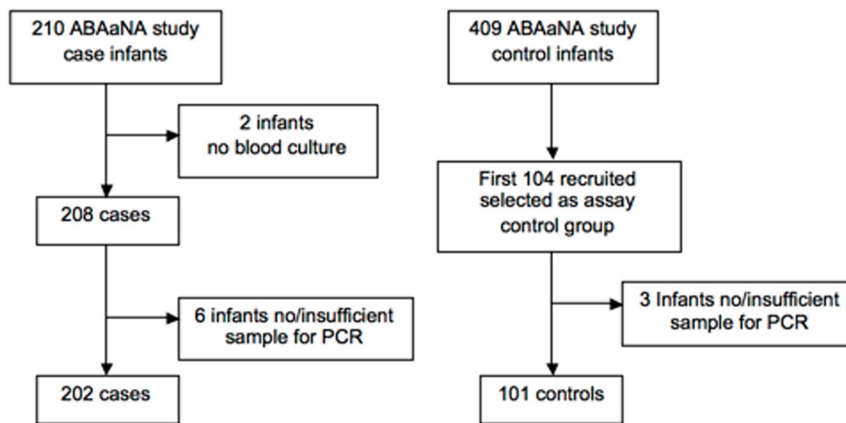 210 ABAaNA study
case infants
2 infants
no blood culture
208 cases
6 infants no/insufficient
sample for PCR
202 cases
409 ABAaNA study
control infants
First 104 recruited
selected as assay
control group
3 Infants no/insufficient
sample for PCR
101 controls